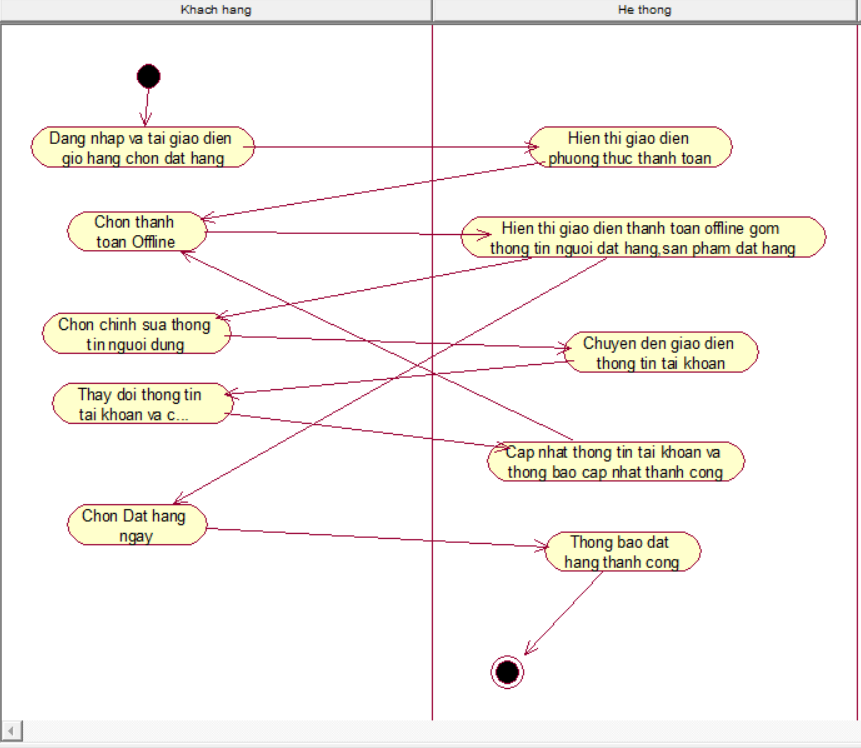 Khach hang
He thong
Dang nhap va tai giao dien
gio hang chon dat hang
Hien thi giao dien
phuong thuc thanh toan
Chon thanh
toan Offline
Hien thi giao dien thanh toan offline gom
thong tin nguoi dat hang,san pham dat hang
Chon chinh sua thong
tin nguoi dung
Chuyen den giao dien
thong tin tai khoan
Thay doi thong tin
tai khoan va c...
Cap nhat thong tin tai khoan va
thong bao cap nhat thanh cong
Chon Dat hang
ngay
Thong bao dat
hang thanh cong